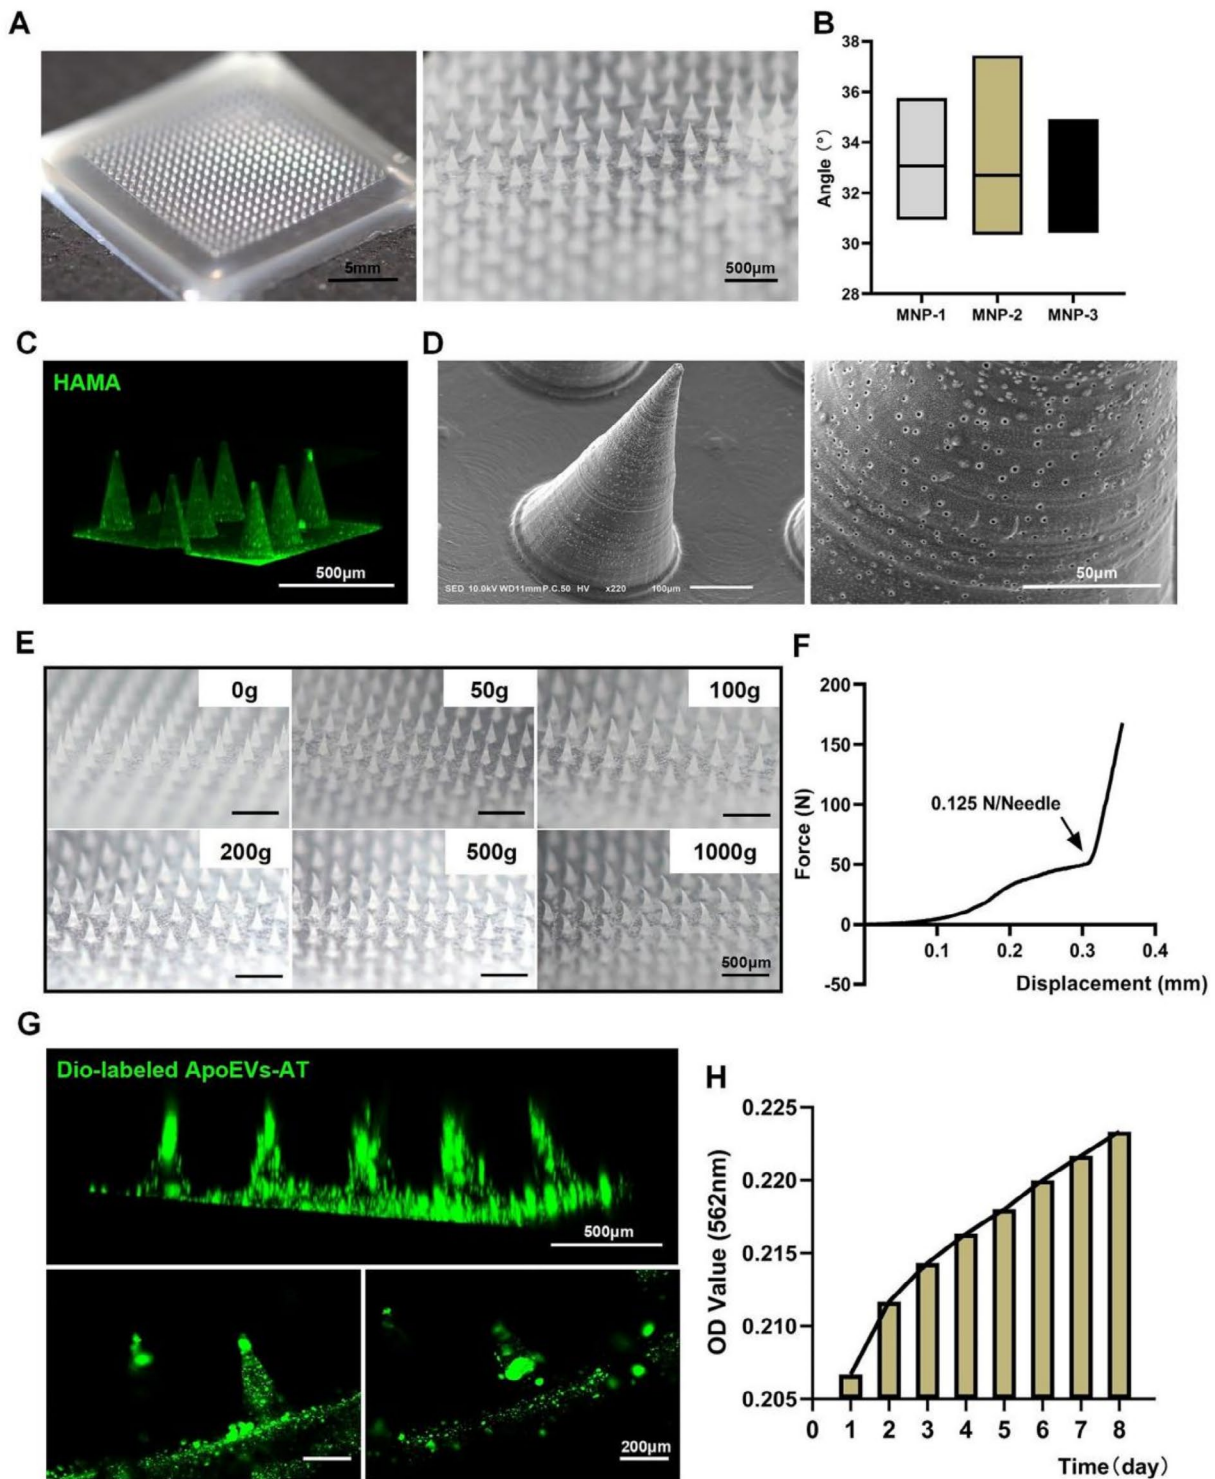 A
5mm
500μm
B
38
36
34
32
30
28
Angle (°)
MNP-1
MNP-2
MNP-3
C
HAMA
500μm
D
SED 10.0kV WD11mm P.C.50 HV x220 100μm
50μm
E
0g
50g
100g
200g
500g
1000g
500μm
F
200
150
100
50
0
-50
Force (N)
0.125 N/Needle
0.1
0.2
0.3
0.4
Displacement (mm)
G
Dio-labeled ApoEVs-AT
500μm
200μm
H
0.225
0.220
0.215
0.210
0.205
OD Value (562nm)
0 1 2 3 4 5 6 7 8
Time (day)